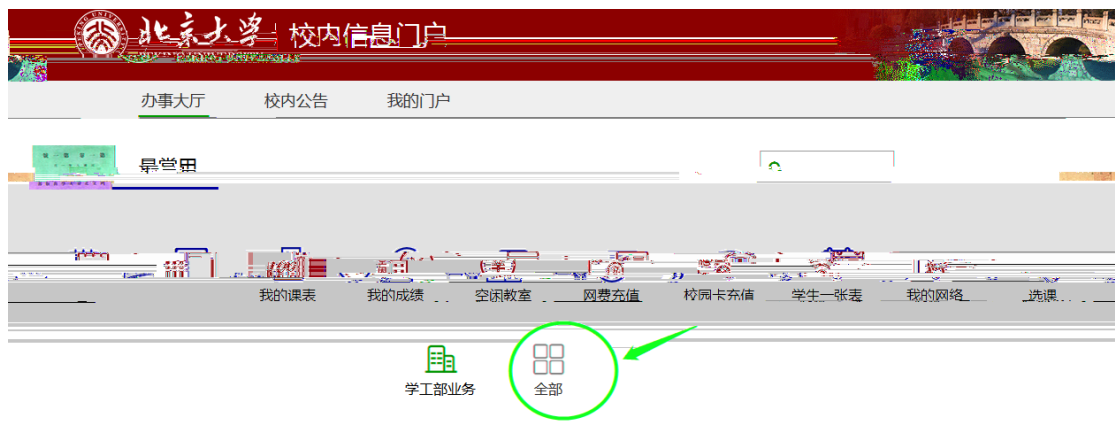 北京大学 校内信息门户
办事大厅 校内公告 我的门户
最常用
我的课表 我的成绩 空闲教室 网费充值 校园卡充值 学生一张表 我的网络 选课
学工部业务 全部